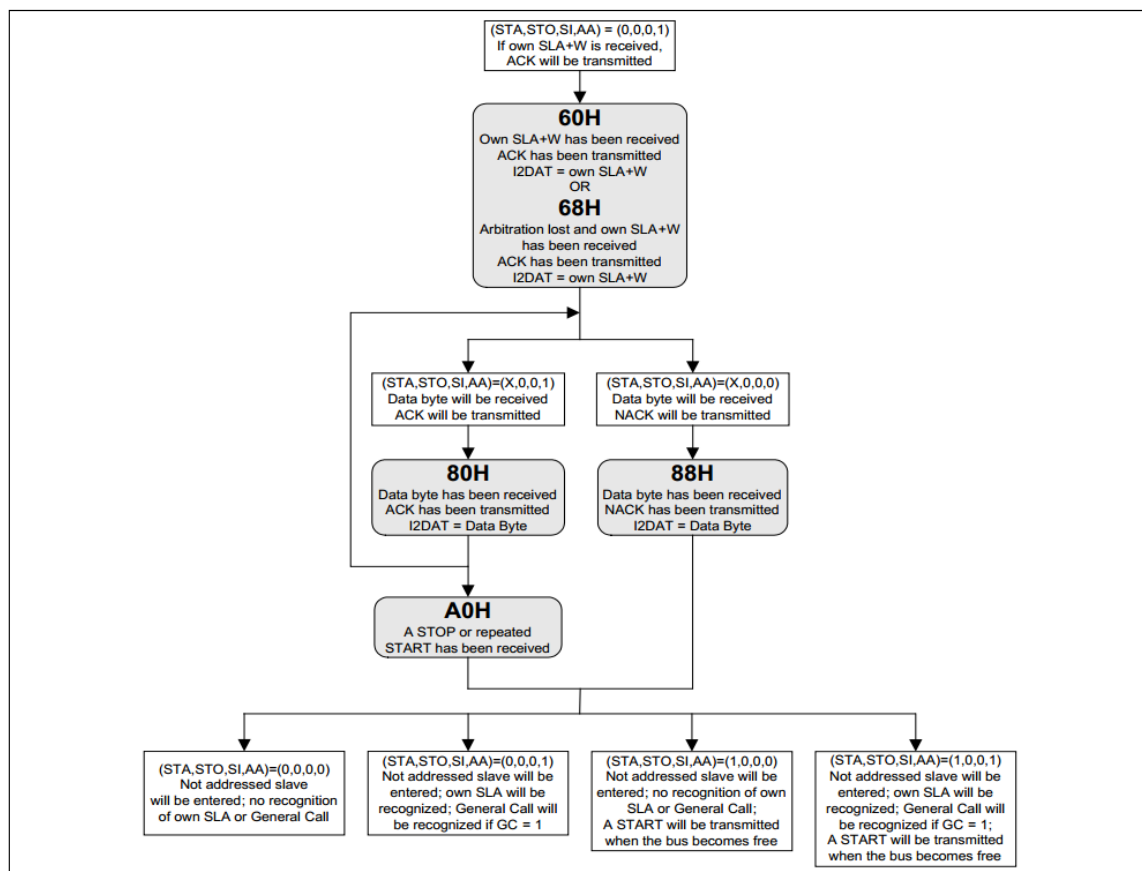 (STA,STO,SI,AA) = (0,0,0,1)
If own SLA+W is received,
ACK will be transmitted
60H
Own SLA+W has been received
ACK has been transmitted
I2DAT = own SLA+W
OR
68H
Arbitration lost and own SLA+W
has been received
ACK has been transmitted
I2DAT = own SLA+W
(STA,STO,SI,AA)=(X,0,0,1)
Data byte will be received
ACK will be transmitted
(STA,STO,SI,AA)=(X,0,0,0)
Data byte will be received
NACK will be transmitted
80H
Data byte has been received
ACK has been transmitted
I2DAT = Data Byte
88H
Data byte has been received
NACK has been transmitted
I2DAT = Data Byte
A0H
A STOP or repeated
START has been received
(STA,STO,SI,AA)=(0,0,0,0)
Not addressed slave
will be entered; no recognition
of own SLA or General Call
(STA,STO,SI,AA)=(0,0,0,1)
Not addressed slave will be
entered; own SLA will be
recognized; General Call will
be recognized if GC = 1
(STA,STO,SI,AA)=(1,0,0,0)
Not addressed slave will be
entered; no recognition of own
SLA or General Call;
A START will be transmitted
when the bus becomes free
(STA,STO,SI,AA)=(1,0,0,1)
Not addressed slave will be
entered; own SLA will be
recognized; General Call will
be recognized if GC = 1;
A START will be transmitted
when the bus becomes free